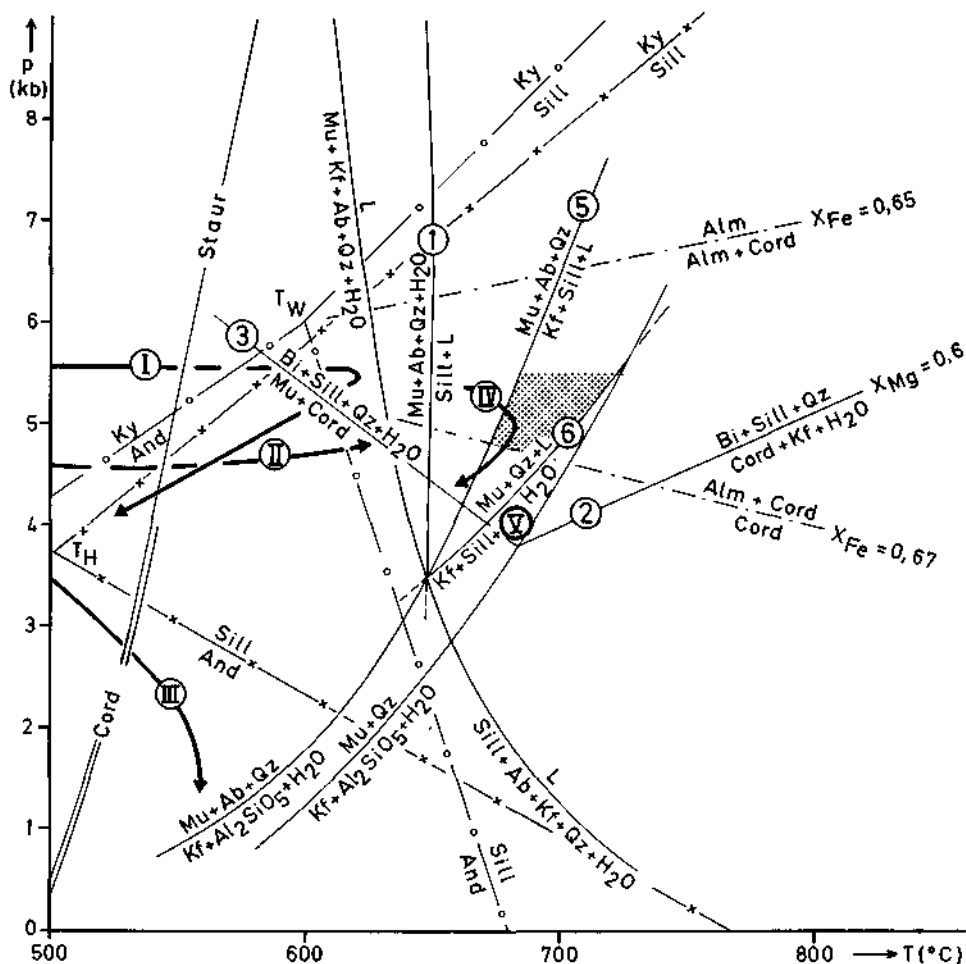 p
(kb)
8
7
6
5
4
3
2
1
0
500
600
700
800
T(°C)
Ky
Sill
Ky
Sill
Staur
Mu+Kf+Ab+Qz+H2O
L
①
Mu+Ab+Qz+H2O
Sill+L
⑤
Mu+Ab+Qz
Kf+Sill+L
Alm
Alm+Cord
XFe=0,65
TW
③
Bi+Sill+Qz+H2O
Mu+Cord
Ⅰ
Ky
And
Ⅱ
Ⅳ
⑥
Mu+Qz+L
Kf+Sill+H2O
Ⅴ
Bi+Sill+Qz
Cord+Kf+H2O
XMg=0,6
②
Alm+Cord
Cord
XFe=0,67
TH
Sill
And
Ⅲ
Cord
Mu+Ab+Qz
Kf+Al2SiO5+H2O
Mu+Qz
Kf+Al2SiO5+H2O
L
Sill+Ab+Kf+Qz+H2O
Sill
And